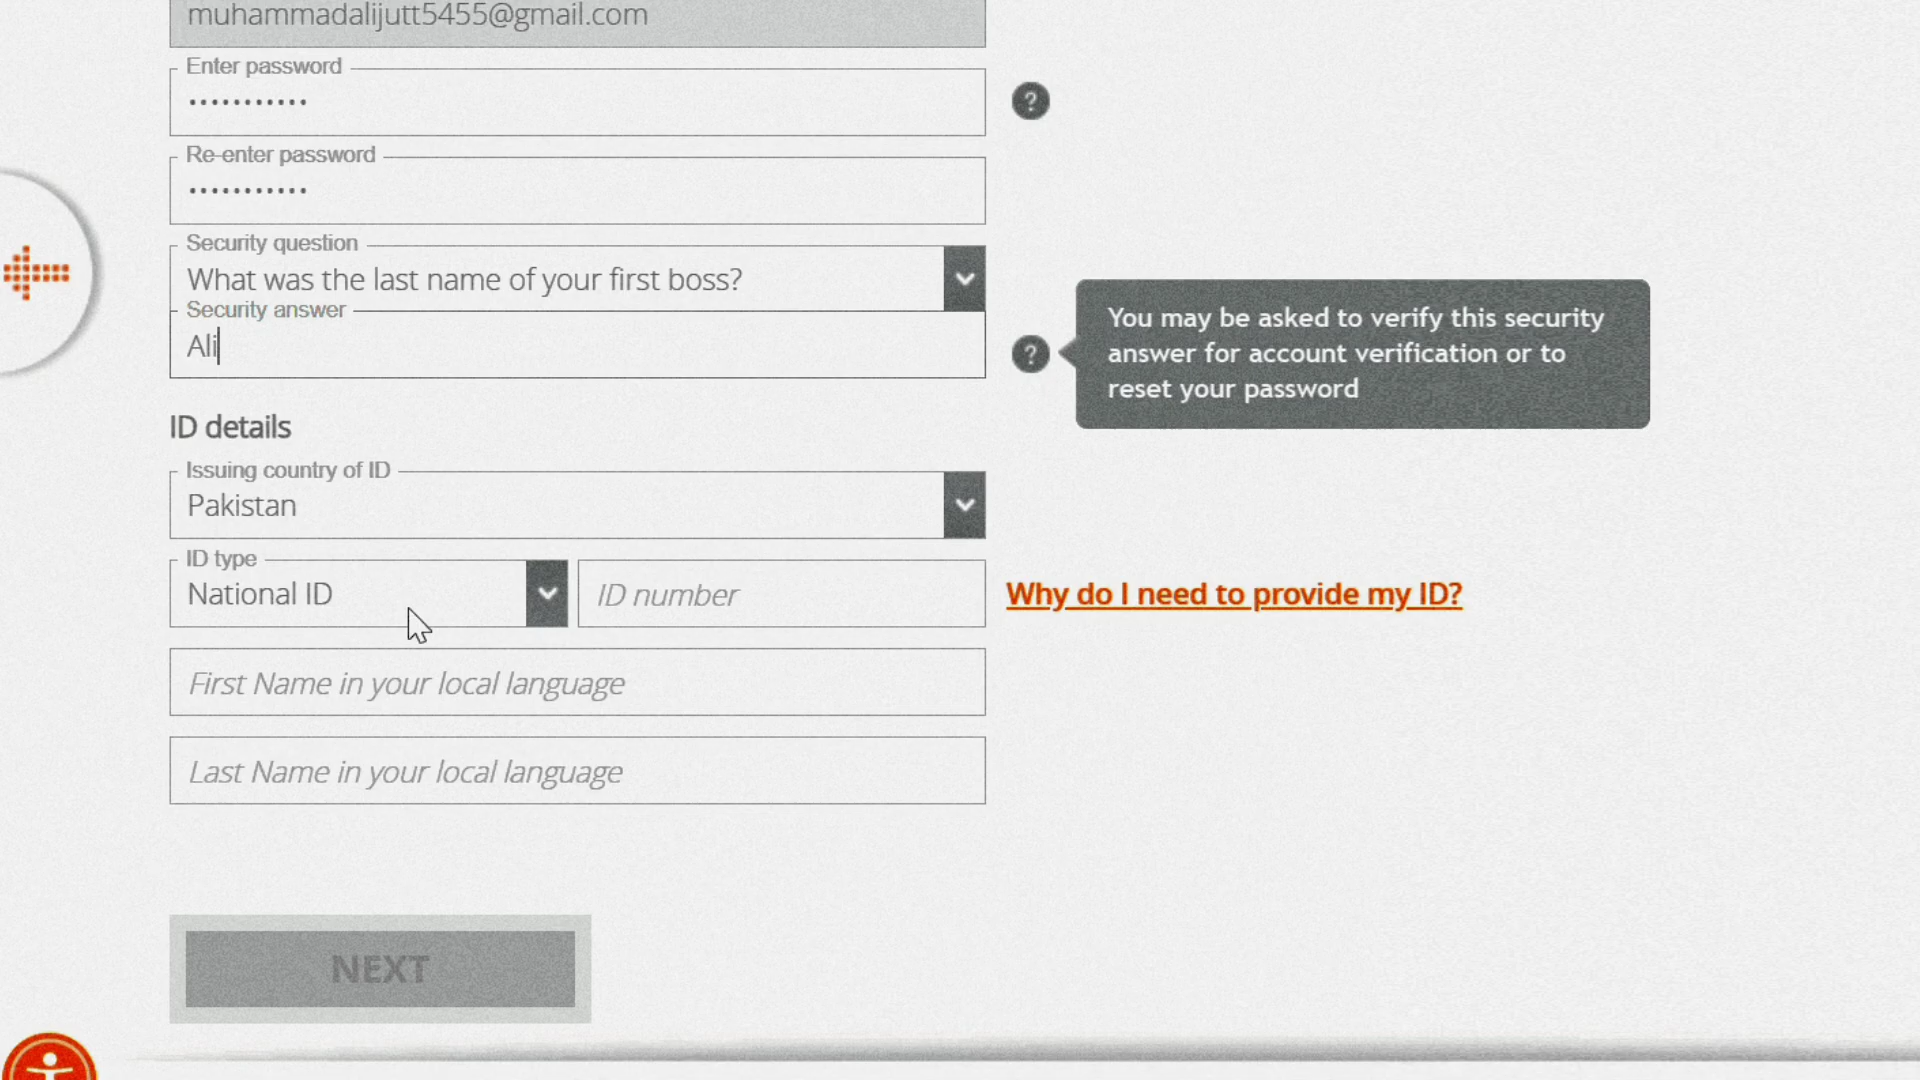 muhammadalijutt5455@gmail.com
Enter password
•••••••••••
?
Re-enter password
•••••••••••
Security question
What was the last name of your first boss?
Security answer
Ali
?
You may be asked to verify this security
answer for account verification or to
reset your password
ID details
Issuing country of ID
Pakistan
ID type
National ID
ID number
Why do I need to provide my ID?
First Name in your local language
Last Name in your local language
NEXT